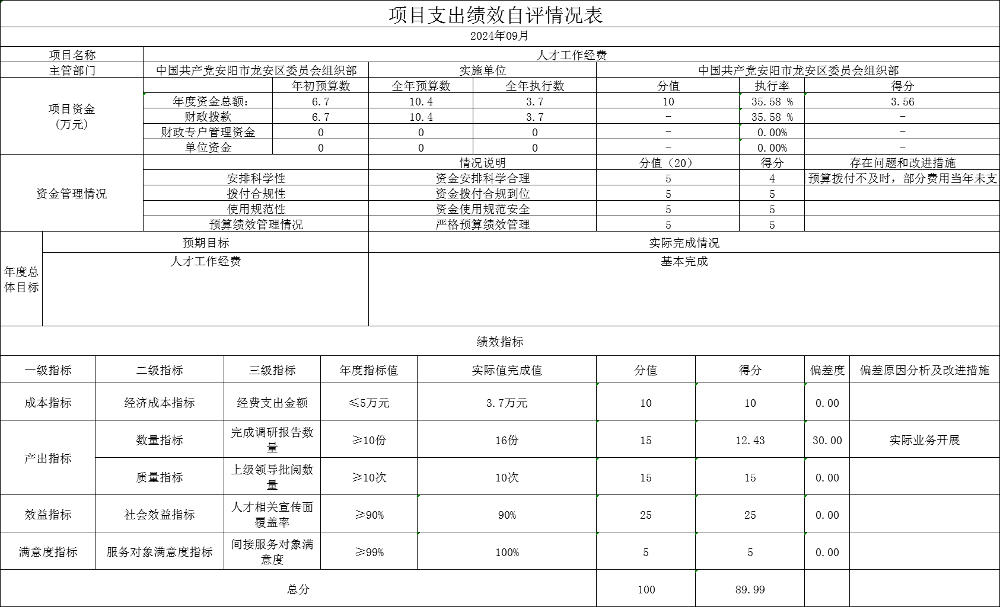 项目支出绩效自评情况表
2024年09月
项目名称 人才工作经费
主管部门 中国共产党安阳市龙安区委员会组织部 实施单位 中国共产党安阳市龙安区委员会组织部
项目资金
(万元)
年初预算数 全年预算数 全年执行数 分值 执行率 得分
年度资金总额: 6.7 10.4 3.7 10 35.58 % 3.56
财政拨款 6.7 10.4 3.7 - 35.58 % -
财政专户管理资金 0 0 0 - 0.00% -
单位资金 0 0 0 - 0.00% -
资金管理情况
情况说明 分值（20） 得分 存在问题和改进措施
安排科学性 资金安排科学合理 5 4 预算拨付不及时，部分费用当年未支
拨付合规性 资金拨付合规到位 5 5
使用规范性 资金使用规范安全 5 5
预算绩效管理情况 严格预算绩效管理 5 5
年度总
体目标
预期目标 实际完成情况
人才工作经费 基本完成
绩效指标
一级指标 二级指标 三级指标 年度指标值 实际值完成值 分值 得分 偏差度 偏差原因分析及改进措施
成本指标 经济成本指标 经费支出金额 ≤5万元 3.7万元 10 10 0.00
产出指标
数量指标 完成调研报告数
量 ≥10份 16份 15 12.43 30.00 实际业务开展
质量指标 上级领导批阅数
量 ≥10次 10次 15 15 0.00
效益指标 社会效益指标 人才相关宣传面
覆盖率 ≥90% 90% 25 25 0.00
满意度指标 服务对象满意度指标 间接服务对象满
意度 ≥99% 100% 5 5 0.00
总分 100 89.99